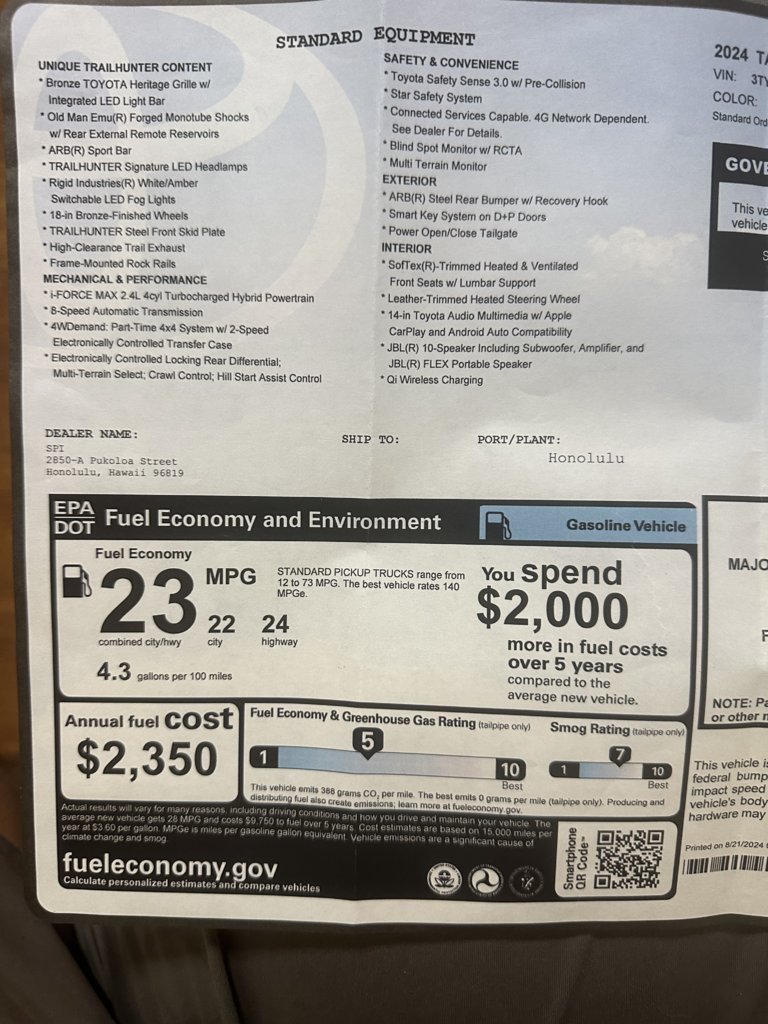 STANDARD EQUIPMENT
UNIQUE TRAILHUNTER CONTENT
* Bronze TOYOTA Heritage Grille w/
Integrated LED Light Bar
* Old Man Emu(R) Forged Monotube Shocks
w/ Rear External Remote Reservoirs
* ARB(R) Sport Bar
* TRAILHUNTER Signature LED Headlamps
* Rigid Industries(R) White/Amber
Switchable LED Fog Lights
* 18-in Bronze-Finished Wheels
* TRAILHUNTER Steel Front Skid Plate
* High-Clearance Trail Exhaust
* Frame-Mounted Rock Rails
MECHANICAL & PERFORMANCE
* i-FORCE MAX 2.4L 4cyl Turbocharged Hybrid Powertrain
* 8-Speed Automatic Transmission
* 4WDemand: Part-Time 4x4 System w/ 2-Speed
Electronically Controlled Transfer Case
* Electronically Controlled Locking Rear Differential;
Multi-Terrain Select; Crawl Control; Hill Start Assist Control
SAFETY & CONVENIENCE
* Toyota Safety Sense 3.0 w/ Pre-Collision
* Star Safety System
* Connected Services Capable. 4G Network Dependent.
See Dealer For Details.
* Blind Spot Monitor w/ RCTA
* Multi Terrain Monitor
EXTERIOR
* ARB(R) Steel Rear Bumper w/ Recovery Hook
* Smart Key System on D+P Doors
* Power Open/Close Tailgate
INTERIOR
* SofTex(R)-Trimmed Heated & Ventilated
Front Seats w/ Lumbar Support
* Leather-Trimmed Heated Steering Wheel
* 14-in Toyota Audio Multimedia w/ Apple
CarPlay and Android Auto Compatibility
* JBL(R) 10-Speaker Including Subwoofer, Amplifier, and
JBL(R) FLEX Portable Speaker
* Qi Wireless Charging
2024 TA
VIN: 3TY
COLOR:
Standard Ord
GOVE
This ve
vehicle
S
DEALER NAME:
SPI
2850-A Pukoloa Street
Honolulu, Hawaii 96819
SHIP TO:
PORT/PLANT:
Honolulu
EPA
DOT
Fuel Economy and Environment
Gasoline Vehicle
Fuel Economy
23 MPG
combined city/hwy
22
city
24
highway
4.3 gallons per 100 miles
STANDARD PICKUP TRUCKS range from
12 to 73 MPG. The best vehicle rates 140
MPGe.
You spend
$2,000
more in fuel costs
over 5 years
compared to the
average new vehicle.
Annual fuel cost
$2,350
Fuel Economy & Greenhouse Gas Rating (tailpipe only)
1
5
10
Best
Smog Rating (tailpipe only)
1
7
10
Best
This vehicle emits 388 grams CO2 per mile. The best emits 0 grams per mile (tailpipe only). Producing and
distributing fuel also create emissions; learn more at fueleconomy.gov.
Actual results will vary for many reasons, including driving conditions and how you drive and maintain your vehicle. The
average new vehicle gets 28 MPG and costs $9,750 to fuel over 5 years. Cost estimates are based on 15,000 miles per
year at $3.60 per gallon. MPGe is miles per gasoline gallon equivalent. Vehicle emissions are a significant cause of
climate change and smog.
fueleconomy.gov
Calculate personalized estimates and compare vehicles
Smartphone
QR Code™
MAJO
F
NOTE: Pa
or other n
This vehicle is
federal bump
impact speed
vehicle's body
hardware may
Printed on 8/21/2024